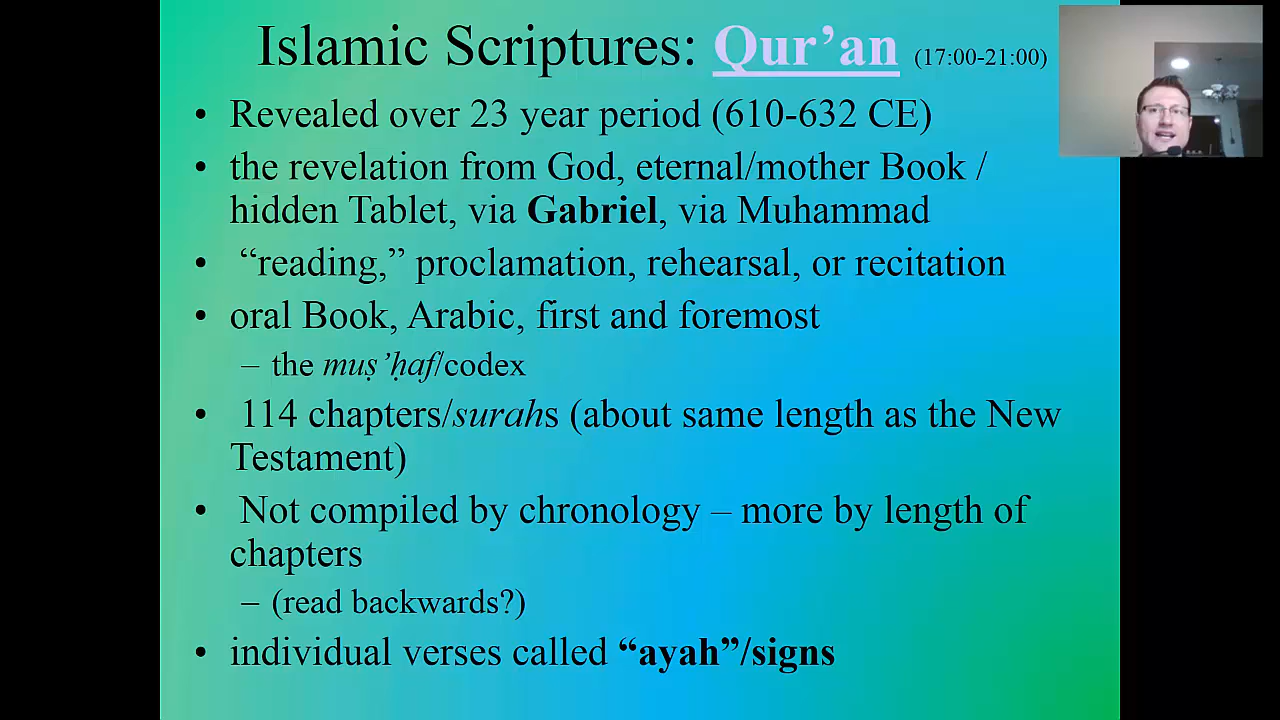 Islamic Scriptures: Qur’an (17:00-21:00)
• Revealed over 23 year period (610-632 CE)
• the revelation from God, eternal/mother Book /
hidden Tablet, via Gabriel, via Muhammad
• “reading,” proclamation, rehearsal, or recitation
• oral Book, Arabic, first and foremost
– the muṣ’ḥaf/codex
• 114 chapters/surahs (about same length as the New
Testament)
• Not compiled by chronology – more by length of
chapters
– (read backwards?)
• individual verses called “ayah”/signs